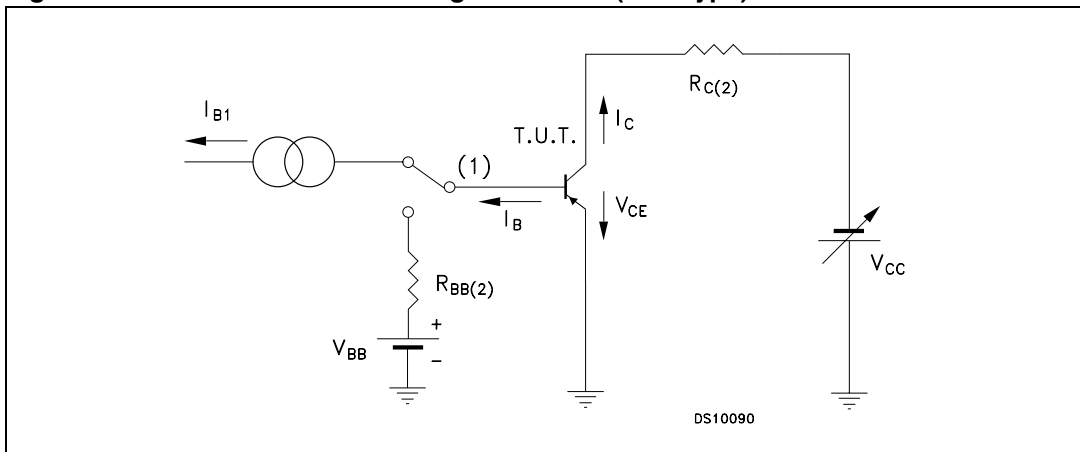 I_B1
R_C(2)
I_C
T.U.T.
(1)
I_B
V_CE
V_CC
R_BB(2)
+
V_BB
−
DS10090